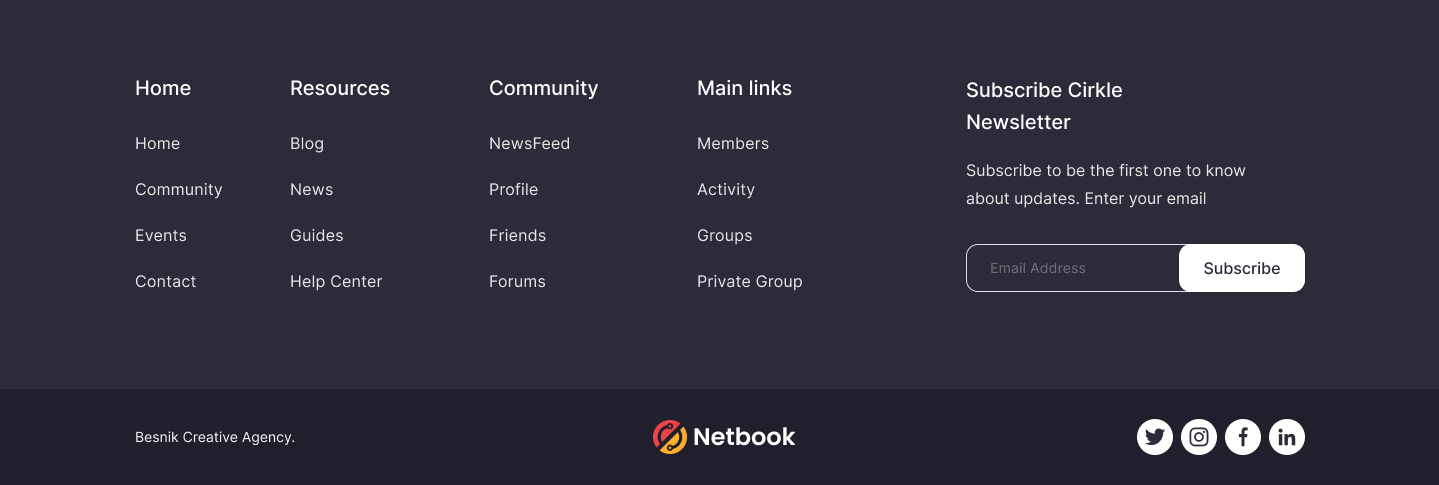 Home
Home
Community
Events
Contact
Resources
Blog
News
Guides
Help Center
Community
NewsFeed
Profile
Friends
Forums
Main links
Members
Activity
Groups
Private Group
Subscribe Cirkle
Newsletter
Subscribe to be the first one to know
about updates. Enter your email
Email Address
Subscribe
Besnik Creative Agency.
Netbook